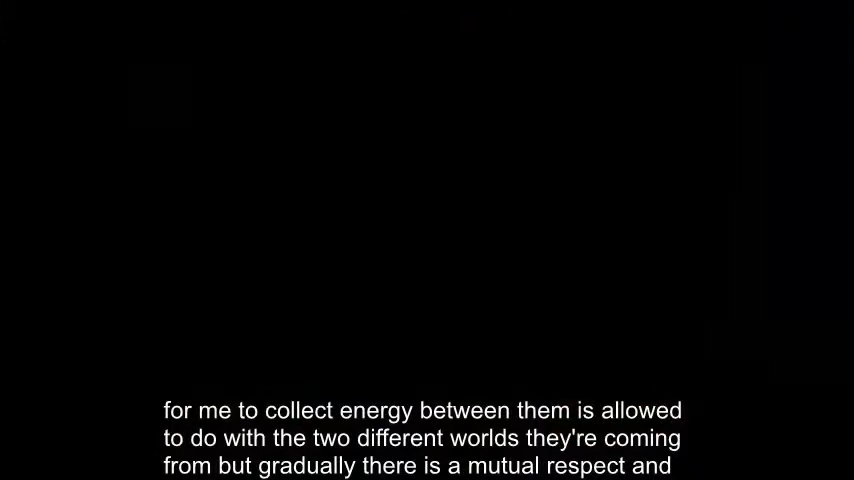 for me to collect energy between them is allowed
to do with the two different worlds they're coming
from but gradually there is a mutual respect and